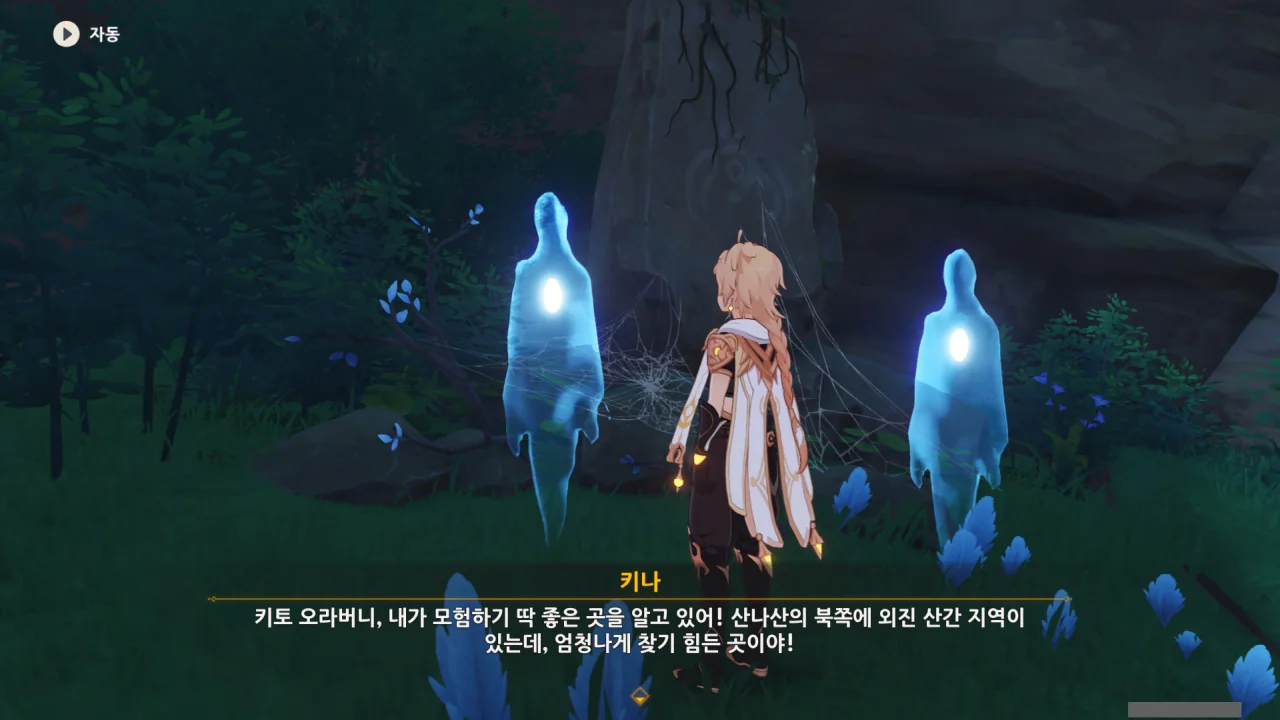 자동
키나
키토 오라버니, 내가 모험하기 딱 좋은 곳을 알고 있어! 산나산의 북쪽에 외진 산간 지역이
있는데, 엄청나게 찾기 힘든 곳이야!